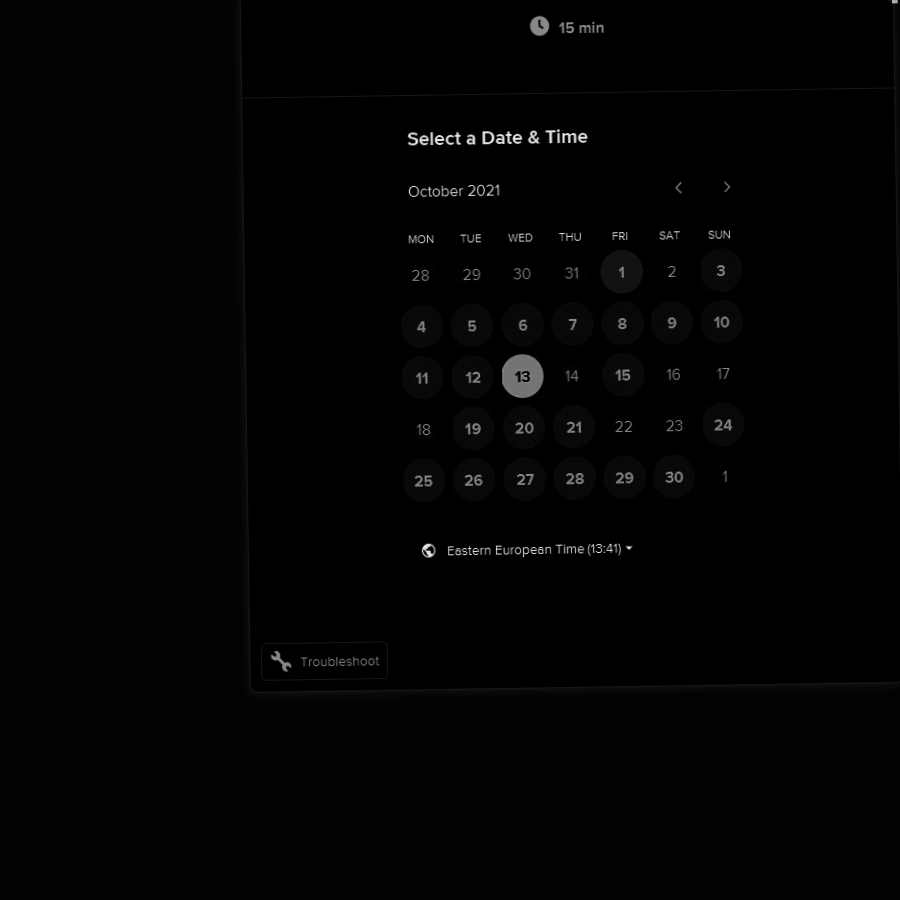 15 min
Select a Date & Time
October 2021
MON TUE WED THU FRI SAT SUN
28 29 30 31 1 2 3
4 5 6 7 8 9 10
11 12 13 14 15 16 17
18 19 20 21 22 23 24
25 26 27 28 29 30 1
Eastern European Time (13:41)
Troubleshoot